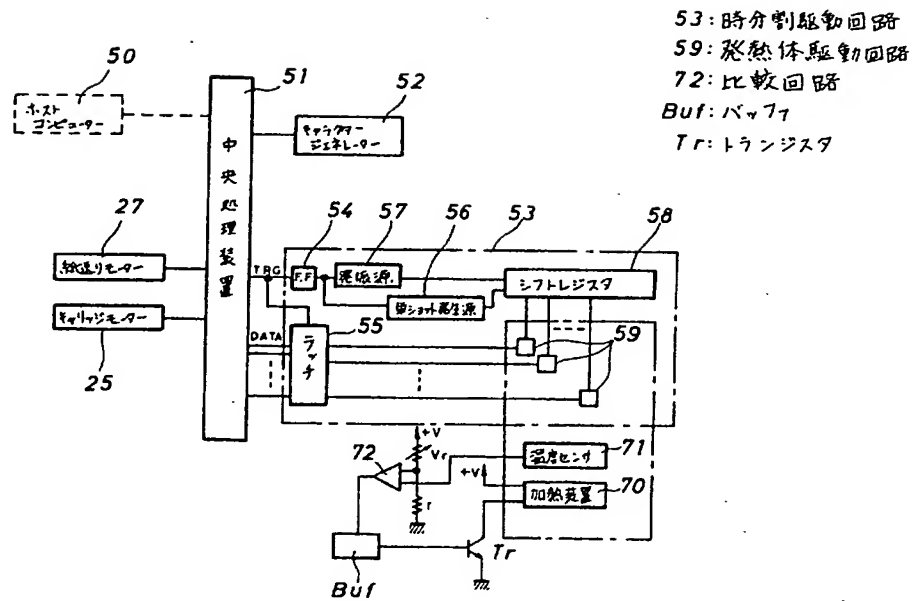 53:時分割駆動回路
59:発熱体駆動回路
72:比較回路
Buf:バッファ
Tr:トランジスタ
50
ホスト
コンピューター
51
中央処理装置
52
キャラクター
ジェネレーター
27
紙送りモーター
キャリッジモーター
25
54
57
56
53
58
TRG
F.F
発振源
単ショット発生源
シフトレジスタ
DATA
55
ラッチ
59
+V
Vr
72
r
温度センサ
71
+V
加熱装置
70
Buf
Tr